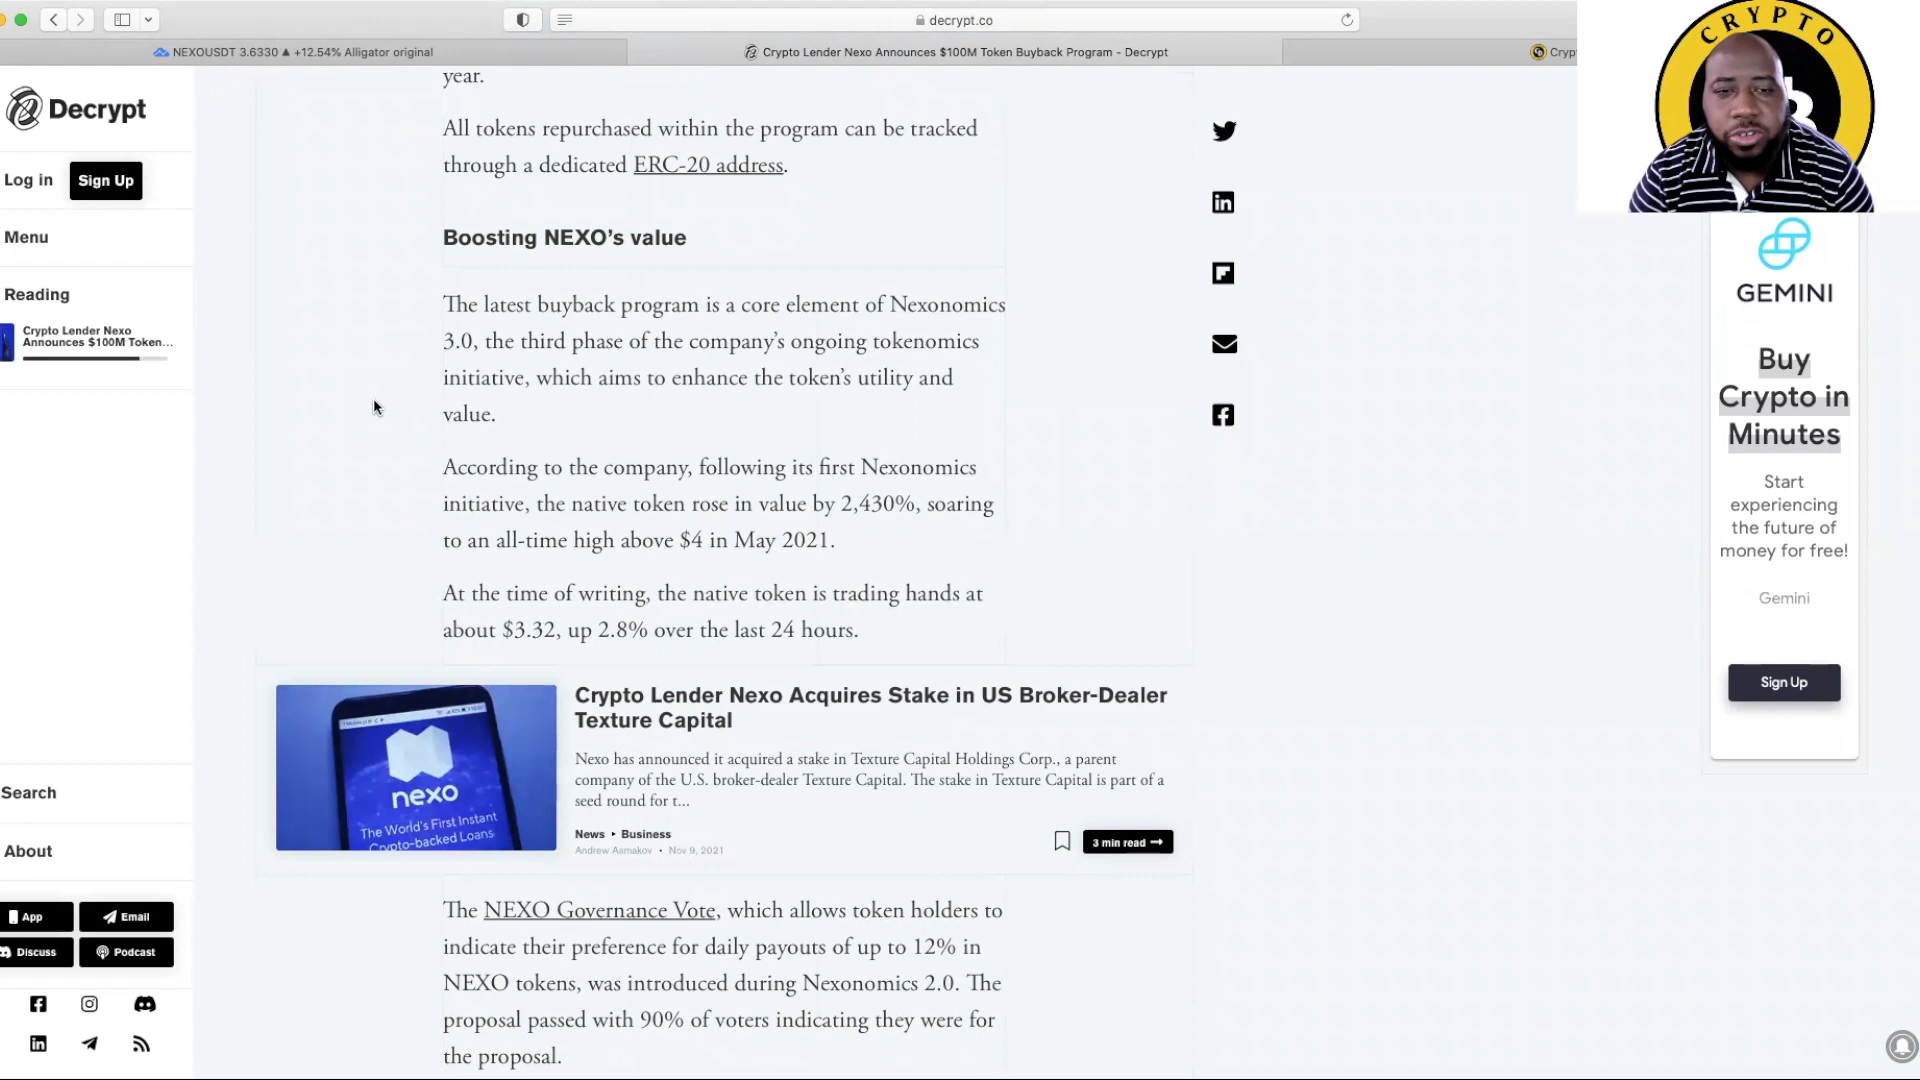 decrypt.co
NEXOUSDT 3.6330 ▲ +12.54% Alligator original
Crypto Lender Nexo Announces $100M Token Buyback Program - Decrypt
Decrypt
Log in
Sign Up
Menu
Reading
Crypto Lender Nexo
Announces $100M Token...
Search
About
App
Email
Discuss
Podcast
year.
All tokens repurchased within the program can be tracked
through a dedicated ERC-20 address.
Boosting NEXO’s value
The latest buyback program is a core element of Nexonomics
3.0, the third phase of the company’s ongoing tokenomics
initiative, which aims to enhance the token’s utility and
value.
According to the company, following its first Nexonomics
initiative, the native token rose in value by 2,430%, soaring
to an all-time high above $4 in May 2021.
At the time of writing, the native token is trading hands at
about $3.32, up 2.8% over the last 24 hours.
nexo
The World's First Instant
Crypto-backed Loans
Crypto Lender Nexo Acquires Stake in US Broker-Dealer
Texture Capital
Nexo has announced it acquired a stake in Texture Capital Holdings Corp., a parent
company of the U.S. broker-dealer Texture Capital. The stake in Texture Capital is part of a
seed round for t...
News • Business
Andrew Asmakov • Nov 9, 2021
3 min read →
The NEXO Governance Vote, which allows token holders to
indicate their preference for daily payouts of up to 12% in
NEXO tokens, was introduced during Nexonomics 2.0. The
proposal passed with 90% of voters indicating they were for
the proposal.
CRYPTO
GEMINI
Buy
Crypto in
Minutes
Start
experiencing
the future of
money for free!
Gemini
Sign Up